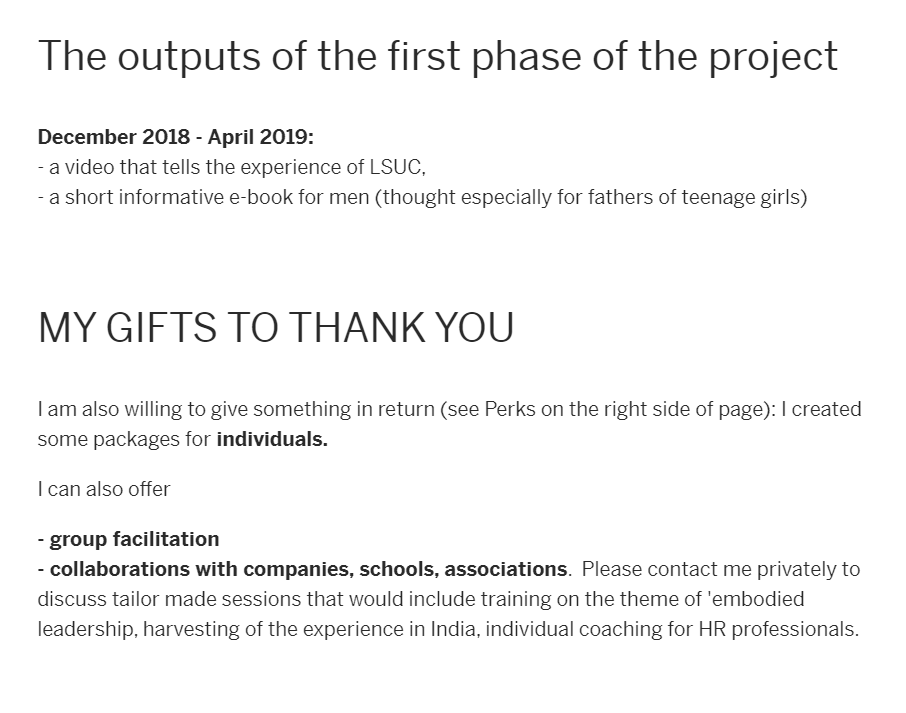 The outputs of the first phase of the project
December 2018 - April 2019:
- a video that tells the experience of LSUC,
- a short informative e-book for men (thought especially for fathers of teenage girls)
MY GIFTS TO THANK YOU
I am also willing to give something in return (see Perks on the right side of page): I created
some packages for individuals.
I can also offer
- group facilitation
- collaborations with companies, schools, associations.  Please contact me privately to
discuss tailor made sessions that would include training on the theme of 'embodied
leadership, harvesting of the experience in India, individual coaching for HR professionals.